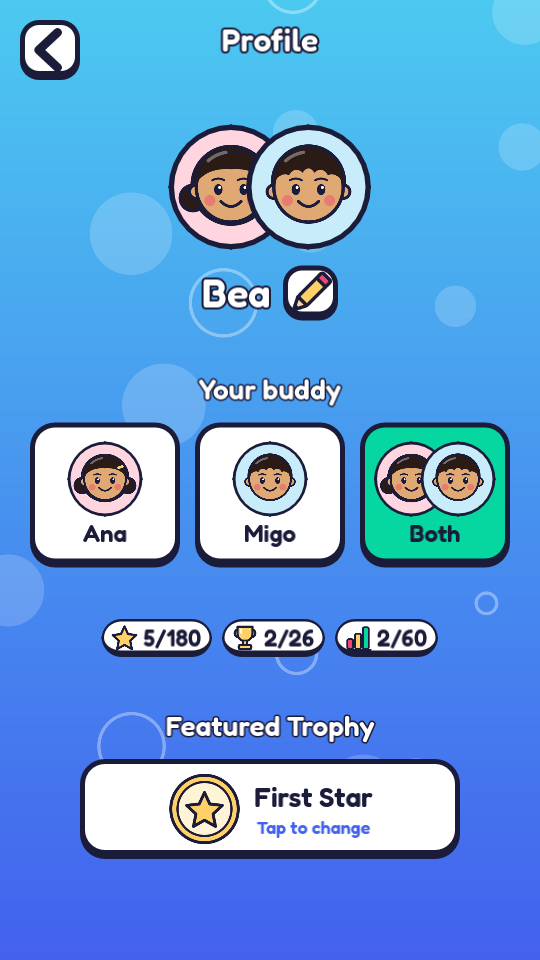 Profile
Bea
Your buddy
Ana
Migo
Both
5/180
2/26
2/60
Featured Trophy
First Star
Tap to change